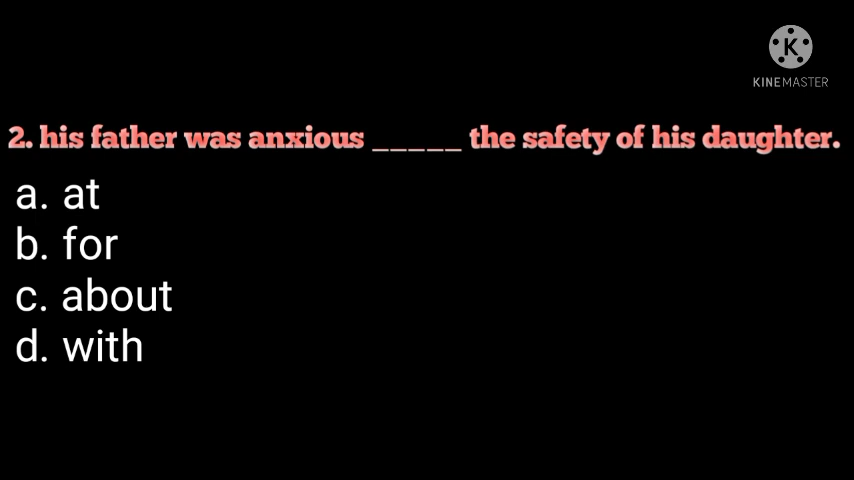 KINEMASTER
2. his father was anxious _____ the safety of his daughter.
a. at
b. for
c. about
d. with